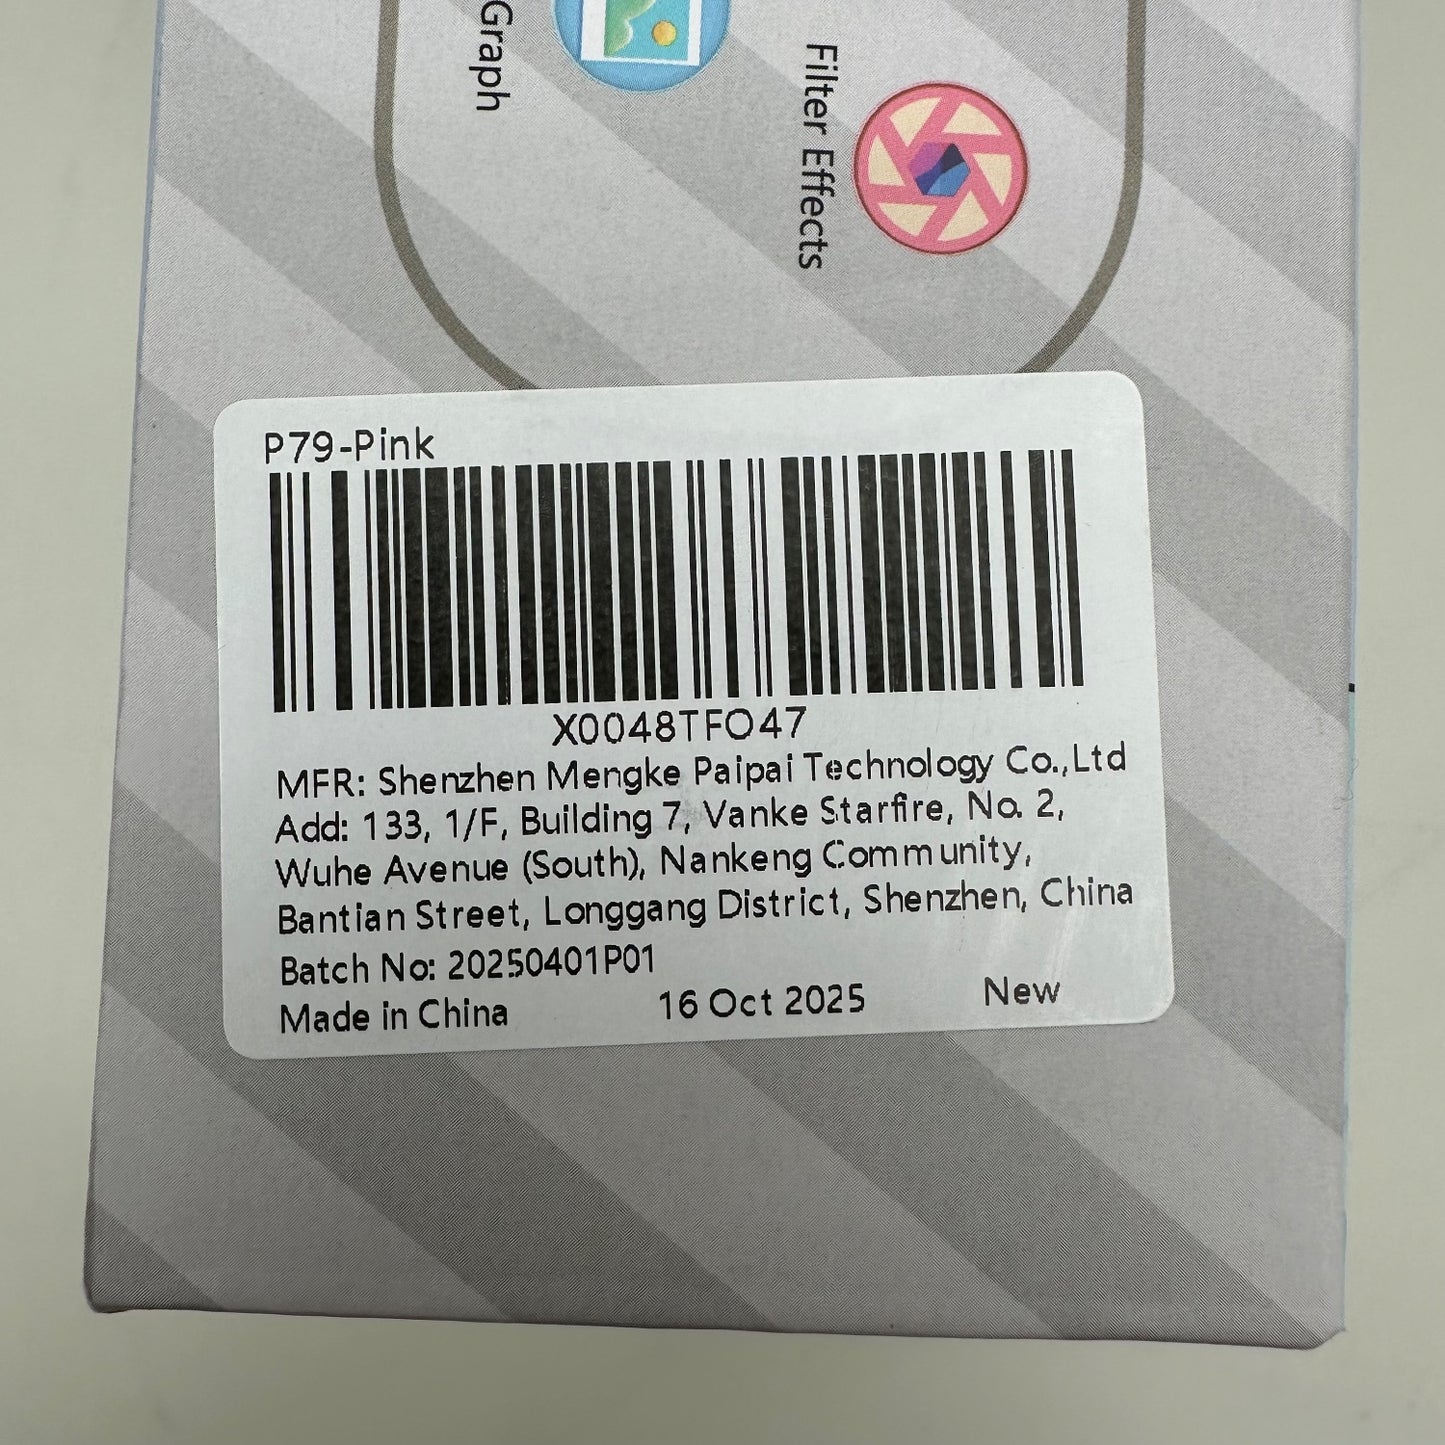 Graph
Filter Effects
P79-Pink
X0048TFO47
MFR: Shenzhen Mengke Paipai Technology Co.,Ltd
Add: 133, 1/F, Building 7, Vanke Starfire, No. 2,
Wuhe Avenue (South), Nankeng Community,
Bantian Street, Longgang District, Shenzhen, China
Batch No: 20250401P01
Made in China 16 Oct 2025 New